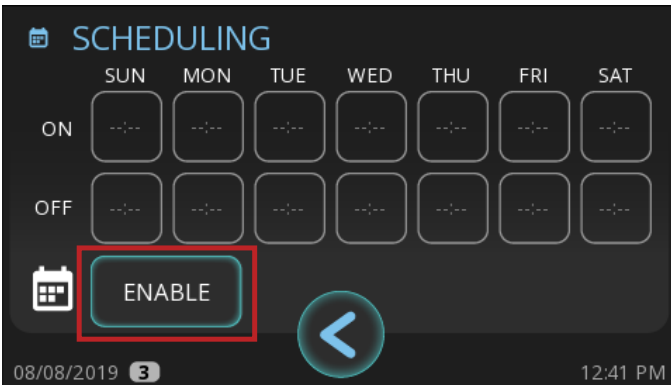 SCHEDULING
SUN MON TUE WED THU FRI SAT
ON --:-- --:-- --:-- --:-- --:-- --:-- --:--
OFF --:-- --:-- --:-- --:-- --:-- --:-- --:--
ENABLE
08/08/2019 3 12:41 PM